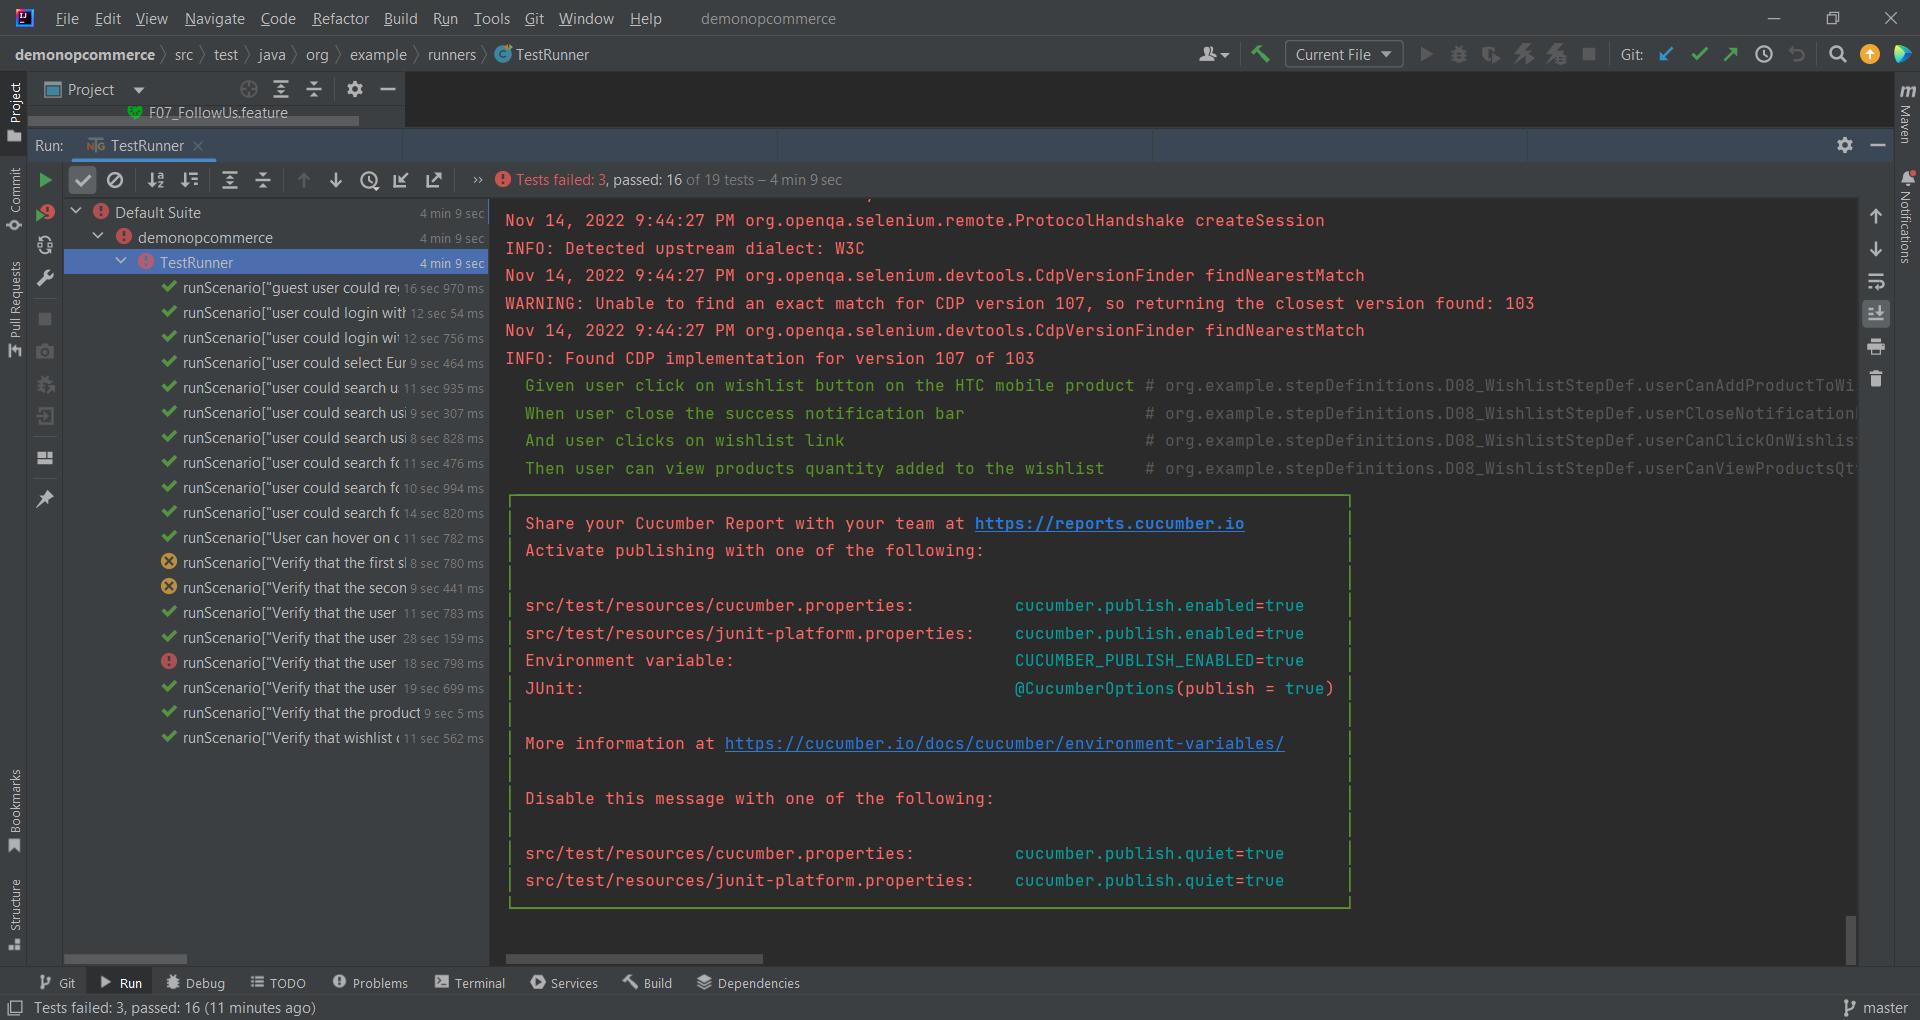 File Edit View Navigate Code Refactor Build Run Tools Git Window Help demonopcommerce
demonopcommerce src test java org example runners TestRunner Current File Git:
Project
F07_FollowUs.feature
Run: TestRunner
Tests failed: 3, passed: 16 of 19 tests – 4 min 9 sec
Default Suite 4 min 9 sec
demonopcommerce 4 min 9 sec
TestRunner 4 min 9 sec
runScenario["guest user could re 16 sec 970 ms
runScenario["user could login with 12 sec 54 ms
runScenario["user could login wit 12 sec 756 ms
runScenario["user could select Eur 9 sec 464 ms
runScenario["user could search u 11 sec 935 ms
runScenario["user could search usi 9 sec 307 ms
runScenario["user could search usi 8 sec 828 ms
runScenario["user could search fo 11 sec 476 ms
runScenario["user could search fo 10 sec 994 ms
runScenario["user could search fo 14 sec 820 ms
runScenario["User can hover on c 11 sec 782 ms
runScenario["Verify that the first sl 8 sec 780 ms
runScenario["Verify that the secon 9 sec 441 ms
runScenario["Verify that the user 11 sec 783 ms
runScenario["Verify that the user 28 sec 159 ms
runScenario["Verify that the user 18 sec 798 ms
runScenario["Verify that the user 19 sec 699 ms
runScenario["Verify that the product 9 sec 5 ms
runScenario["Verify that wishlist 11 sec 562 ms
Nov 14, 2022 9:44:27 PM org.openqa.selenium.remote.ProtocolHandshake createSession
INFO: Detected upstream dialect: W3C
Nov 14, 2022 9:44:27 PM org.openqa.selenium.devtools.CdpVersionFinder findNearestMatch
WARNING: Unable to find an exact match for CDP version 107, so returning the closest version found: 103
Nov 14, 2022 9:44:27 PM org.openqa.selenium.devtools.CdpVersionFinder findNearestMatch
INFO: Found CDP implementation for version 107 of 103
Given user click on wishlist button on the HTC mobile product # org.example.stepDefinitions.D08_WishlistStepDef.userCanAddProductToWi
When user close the success notification bar # org.example.stepDefinitions.D08_WishlistStepDef.userCloseNotification
And user clicks on wishlist link # org.example.stepDefinitions.D08_WishlistStepDef.userCanClickOnWishlis
Then user can view products quantity added to the wishlist # org.example.stepDefinitions.D08_WishlistStepDef.userCanViewProductsQt
Share your Cucumber Report with your team at https://reports.cucumber.io
Activate publishing with one of the following:
src/test/resources/cucumber.properties: cucumber.publish.enabled=true
src/test/resources/junit-platform.properties: cucumber.publish.enabled=true
Environment variable: CUCUMBER_PUBLISH_ENABLED=true
JUnit: @CucumberOptions(publish = true)
More information at https://cucumber.io/docs/cucumber/environment-variables/
Disable this message with one of the following:
src/test/resources/cucumber.properties: cucumber.publish.quiet=true
src/test/resources/junit-platform.properties: cucumber.publish.quiet=true
Project
Commit
Pull Requests
Bookmarks
Structure
Maven
Notifications
Git Run Debug TODO Problems Terminal Services Build Dependencies
Tests failed: 3, passed: 16 (11 minutes ago) master